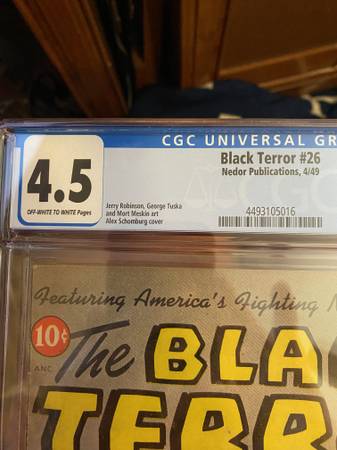 CGC UNIVERSAL GR
4.5
OFF-WHITE TO WHITE Pages
Black Terror #26
Nedor Publications, 4/49
Jerry Robinson, George Tuska
and Mort Meskin art
Alex Schomburg cover
4493105016
Featuring America's Fighting
10¢
ANC.
The BLA
TERR